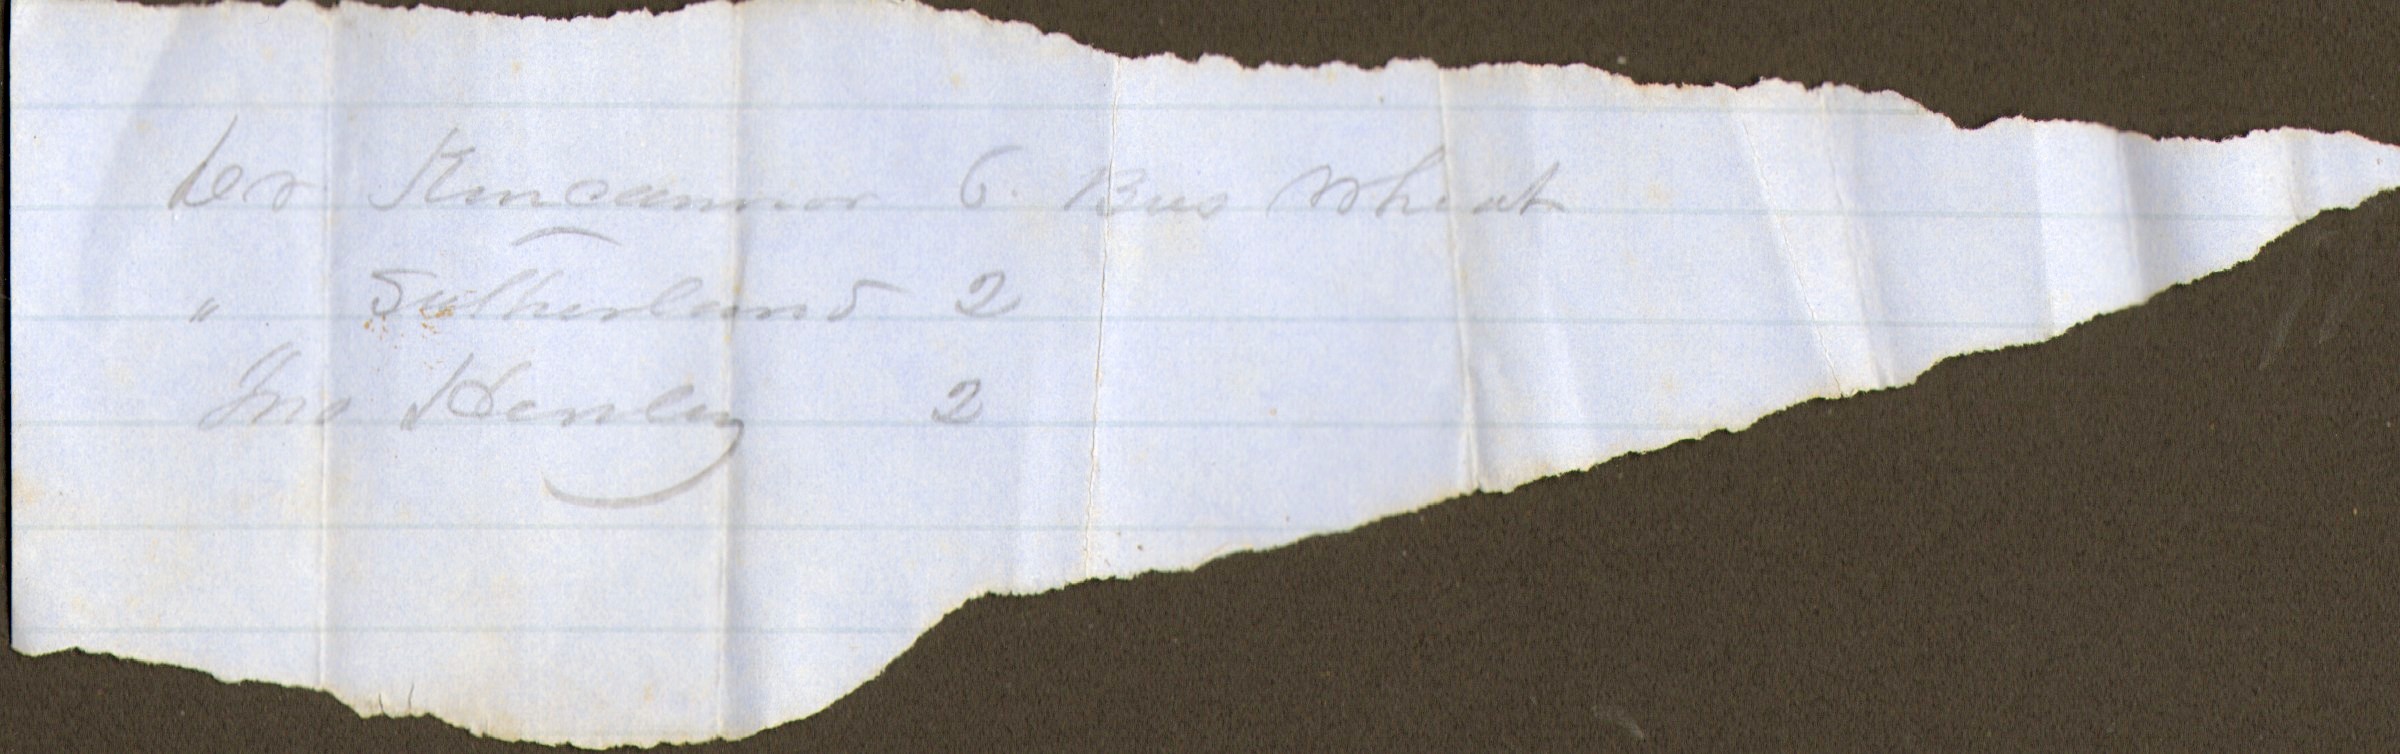 Dr Kincannon 6 Bus Wheat
" Sutherland 2
Jno Henley 2